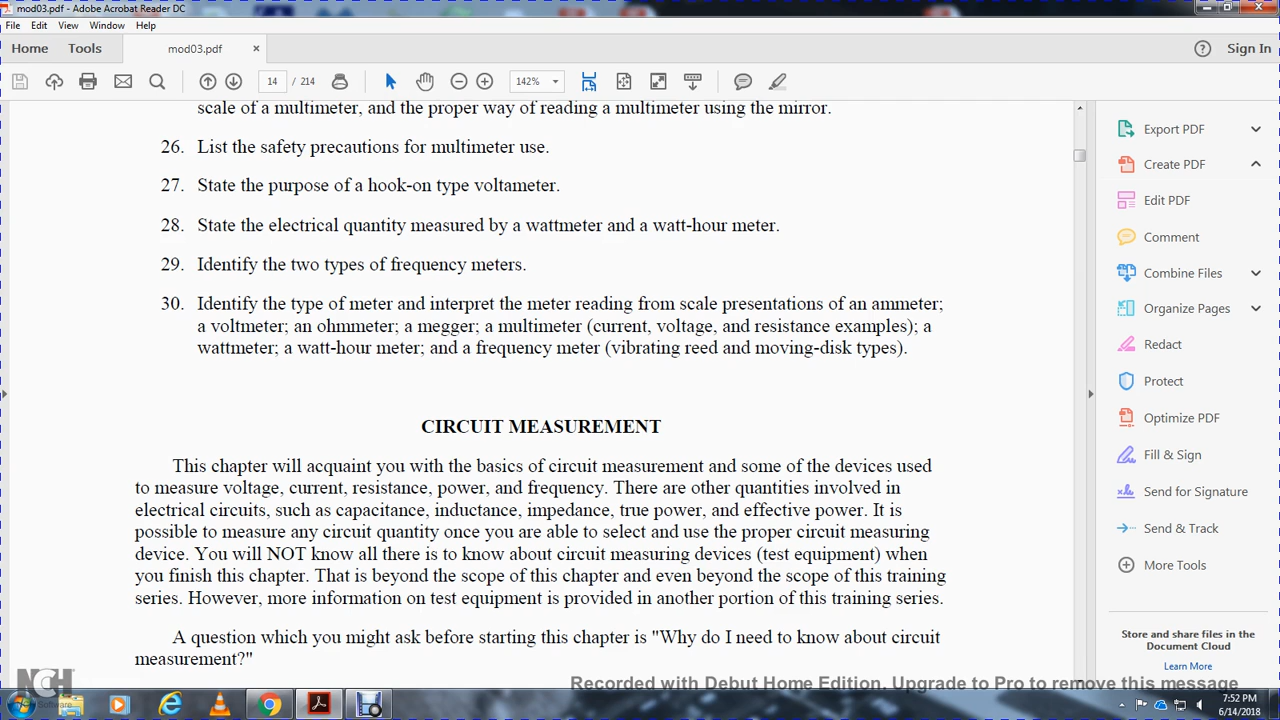 mod03.pdf - Adobe Acrobat Reader DC
File Edit View Window Help
Home Tools mod03.pdf × Sign In
14 / 214 142%
scale of a multimeter, and the proper way of reading a multimeter using the mirror.
26. List the safety precautions for multimeter use.
27. State the purpose of a hook-on type voltameter.
28. State the electrical quantity measured by a wattmeter and a watt-hour meter.
29. Identify the two types of frequency meters.
30. Identify the type of meter and interpret the meter reading from scale presentations of an ammeter;
a voltmeter; an ohmmeter; a megger; a multimeter (current, voltage, and resistance examples); a
wattmeter; a watt-hour meter; and a frequency meter (vibrating reed and moving-disk types).
CIRCUIT MEASUREMENT
This chapter will acquaint you with the basics of circuit measurement and some of the devices used
to measure voltage, current, resistance, power, and frequency. There are other quantities involved in
electrical circuits, such as capacitance, inductance, impedance, true power, and effective power. It is
possible to measure any circuit quantity once you are able to select and use the proper circuit measuring
device. You will NOT know all there is to know about circuit measuring devices (test equipment) when
you finish this chapter. That is beyond the scope of this chapter and even beyond the scope of this training
series. However, more information on test equipment is provided in another portion of this training series.
A question which you might ask before starting this chapter is "Why do I need to know about circuit
measurement?"
Export PDF
Create PDF
Edit PDF
Comment
Combine Files
Organize Pages
Redact
Protect
Optimize PDF
Fill & Sign
Send for Signature
Send & Track
More Tools
Store and share files in the
Document Cloud
Learn More
NCH
Software
Recorded with Debut Home Edition. Upgrade to Pro to remove this message
7:52 PM
6/14/2018